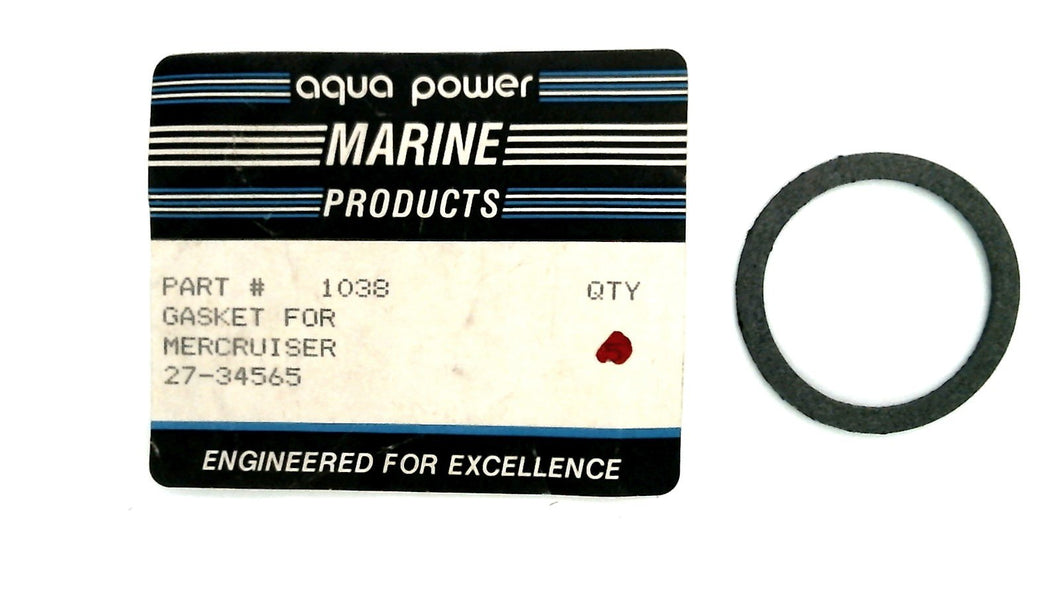 aqua power
MARINE
PRODUCTS
PART # 1038 QTY
GASKET FOR
MERCRUISER
27-34565
ENGINEERED FOR EXCELLENCE